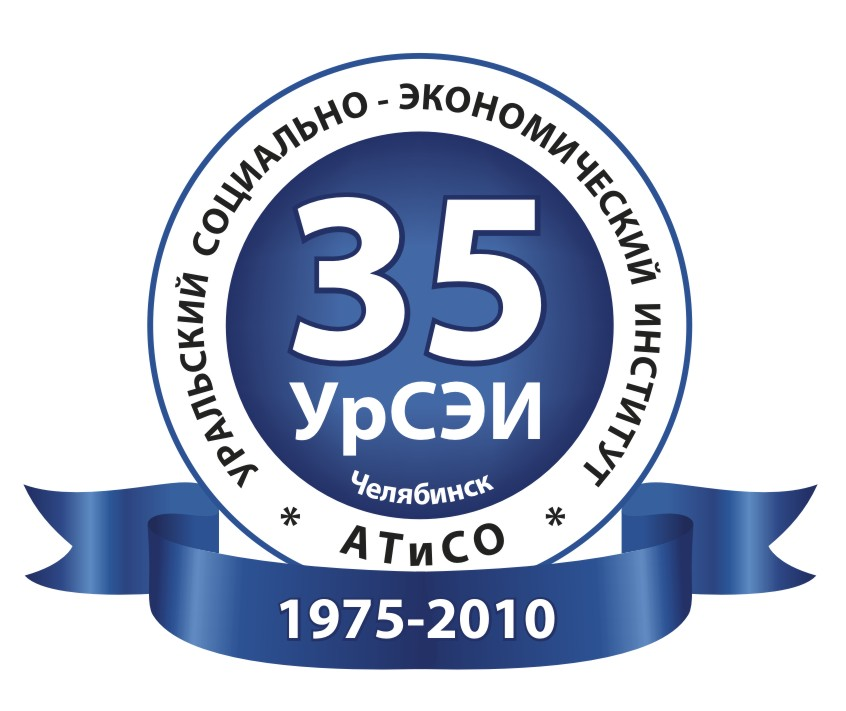 УРАЛЬСКИЙ СОЦИАЛЬНО - ЭКОНОМИЧЕСКИЙ ИНСТИТУТ
35
УрСЭИ
Челябинск
* АТиСО *
1975-2010